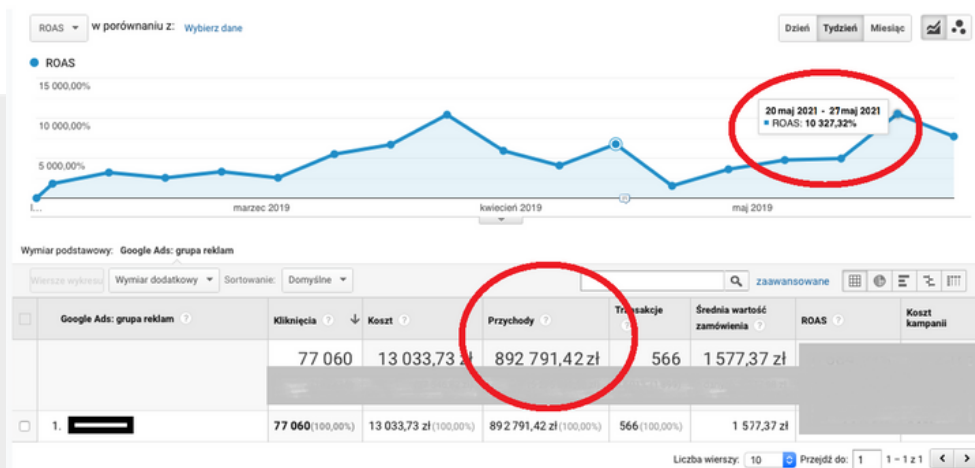 ROAS w porównaniu z: Wybierz dane Dzień Tydzień Miesiąc
ROAS
15 000,00%
20 maj 2021 - 27maj 2021
ROAS: 10 327,32%
10 000,00%
5 000,00%
I... marzec 2019 kwiecień 2019 maj 2019
Wymiar podstawowy: Google Ads: grupa reklam
Wiersze wykresu Wymiar dodatkowy Sortowanie: Domyślne zaawansowane
Google Ads: grupa reklam ? Kliknięcia ? Koszt ? Przychody ? Transakcje ? Średnia wartość zamówienia ? ROAS ? Koszt kampanii
77 060 13 033,73 zł 892 791,42 zł 566 1 577,37 zł
1. 77 060(100,00%) 13 033,73 zł(100,00%) 892 791,42 zł(100,00%) 566(100,00%) 1 577,37 zł
Liczba wierszy: 10 Przejdź do: 1 1 – 1 z 1